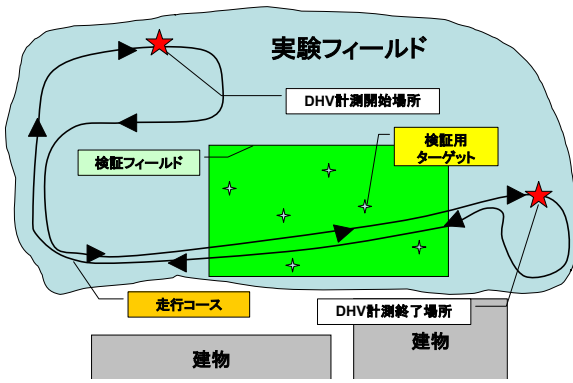 実験フィールド
DHV計測開始場所
検証フィールド
検証用
ターゲット
走行コース
DHV計測終了場所
建物
建物